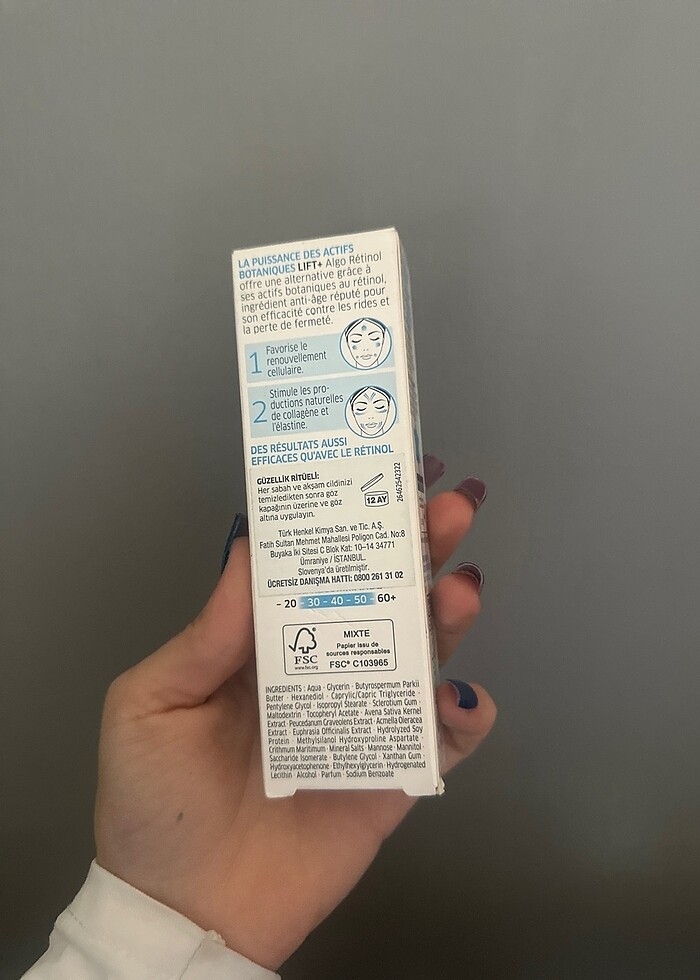 LA PUISSANCE DES ACTIFS
BOTANIQUES LIFT+ Algo Rétinol
offre une alternative grâce à
ses actifs botaniques au rétinol,
ingrédient anti-âge réputé pour
son efficacité contre les rides et
la perte de fermeté.
1 Favorise le
renouvellement
cellulaire.
2 Stimule les pro-
ductions naturelles
de collagène et
l'élastine.
DES RÉSULTATS AUSSI
EFFICACES QU'AVEC LE RÉTINOL
GÜZELLİK RİTÜELİ:
Her sabah ve akşam cildinizi
temizledikten sonra göz
kapağının üzerine ve göz
altına uygulayın.
12 AY
26462542322
Türk Henkel Kimya San. ve Tic. A.Ş.
Fatih Sultan Mehmet Mahallesi Poligon Cad. No:8
Buyaka İki Sitesi C Blok Kat: 10–14 34771
Ümraniye / İSTANBUL.
Slovenya'da üretilmiştir.
ÜCRETSİZ DANIŞMA HATTI: 0800 261 31 02
- 20 - 30 - 40 - 50 - 60+
FSC
www.fsc.org
MIXTE
Papier issu de
sources responsables
FSC® C103965
INGREDIENTS : Aqua · Glycerin · Butyrospermum Parkii
Butter · Hexanediol · Caprylic/Capric Triglyceride ·
Pentylene Glycol · Isopropyl Stearate · Sclerotium Gum ·
Maltodextrin · Tocopheryl Acetate · Avena Sativa Kernel
Extract · Peucedanum Graveolens Extract · Acmella Oleracea
Extract · Euphrasia Officinalis Extract · Hydrolyzed Soy
Protein · Methylsilanol Hydroxyproline Aspartate ·
Crithmum Maritimum · Mineral Salts · Mannose · Mannitol ·
Saccharide Isomerate · Butylene Glycol · Xanthan Gum ·
Hydroxyacetophenone · Ethylhexylglycerin · Hydrogenated
Lecithin · Alcohol · Parfum · Sodium Benzoate